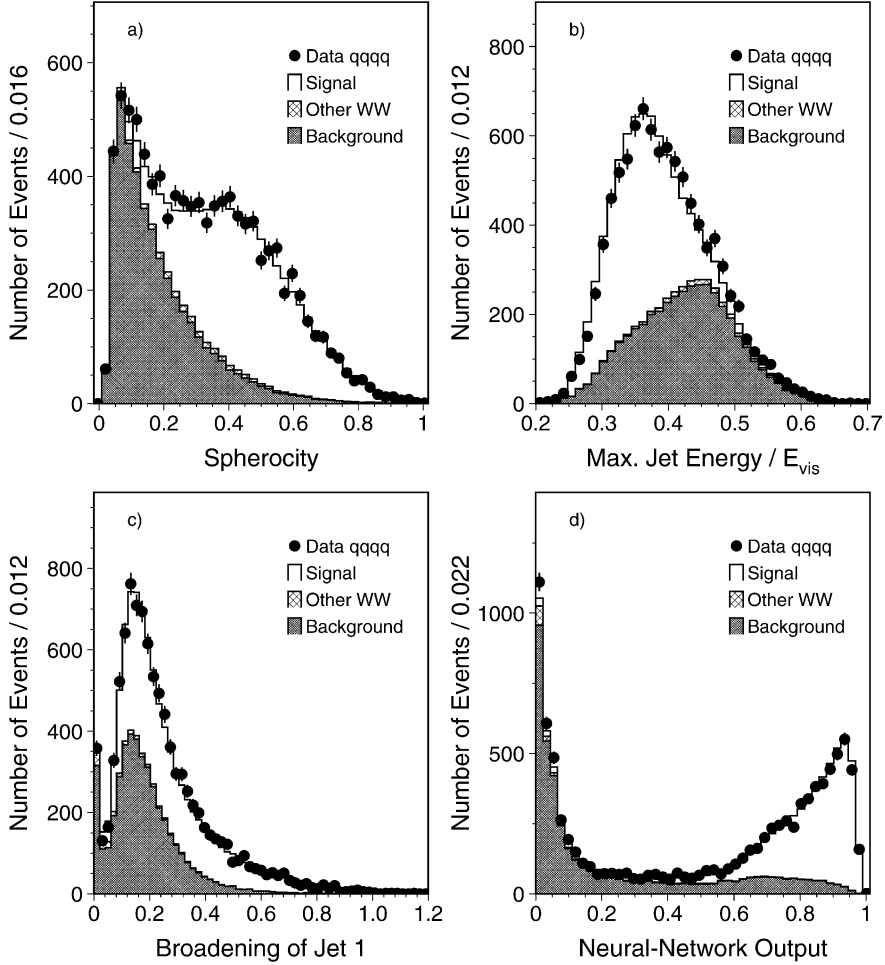 a)
Data qqqq
Signal
Other WW
Background
Number of Events / 0.016
600
400
200
0
0 0.2 0.4 0.6 0.8 1
Spherocity
b)
Data qqqq
Signal
Other WW
Background
Number of Events / 0.012
800
600
400
200
0
0.2 0.3 0.4 0.5 0.6 0.7
Max. Jet Energy / Evis
c)
Data qqqq
Signal
Other WW
Background
Number of Events / 0.012
800
600
400
200
0
0 0.2 0.4 0.6 0.8 1.0 1.2
Broadening of Jet 1
d)
Data qqqq
Signal
Other WW
Background
Number of Events / 0.022
1000
500
0
0 0.2 0.4 0.6 0.8 1
Neural-Network Output